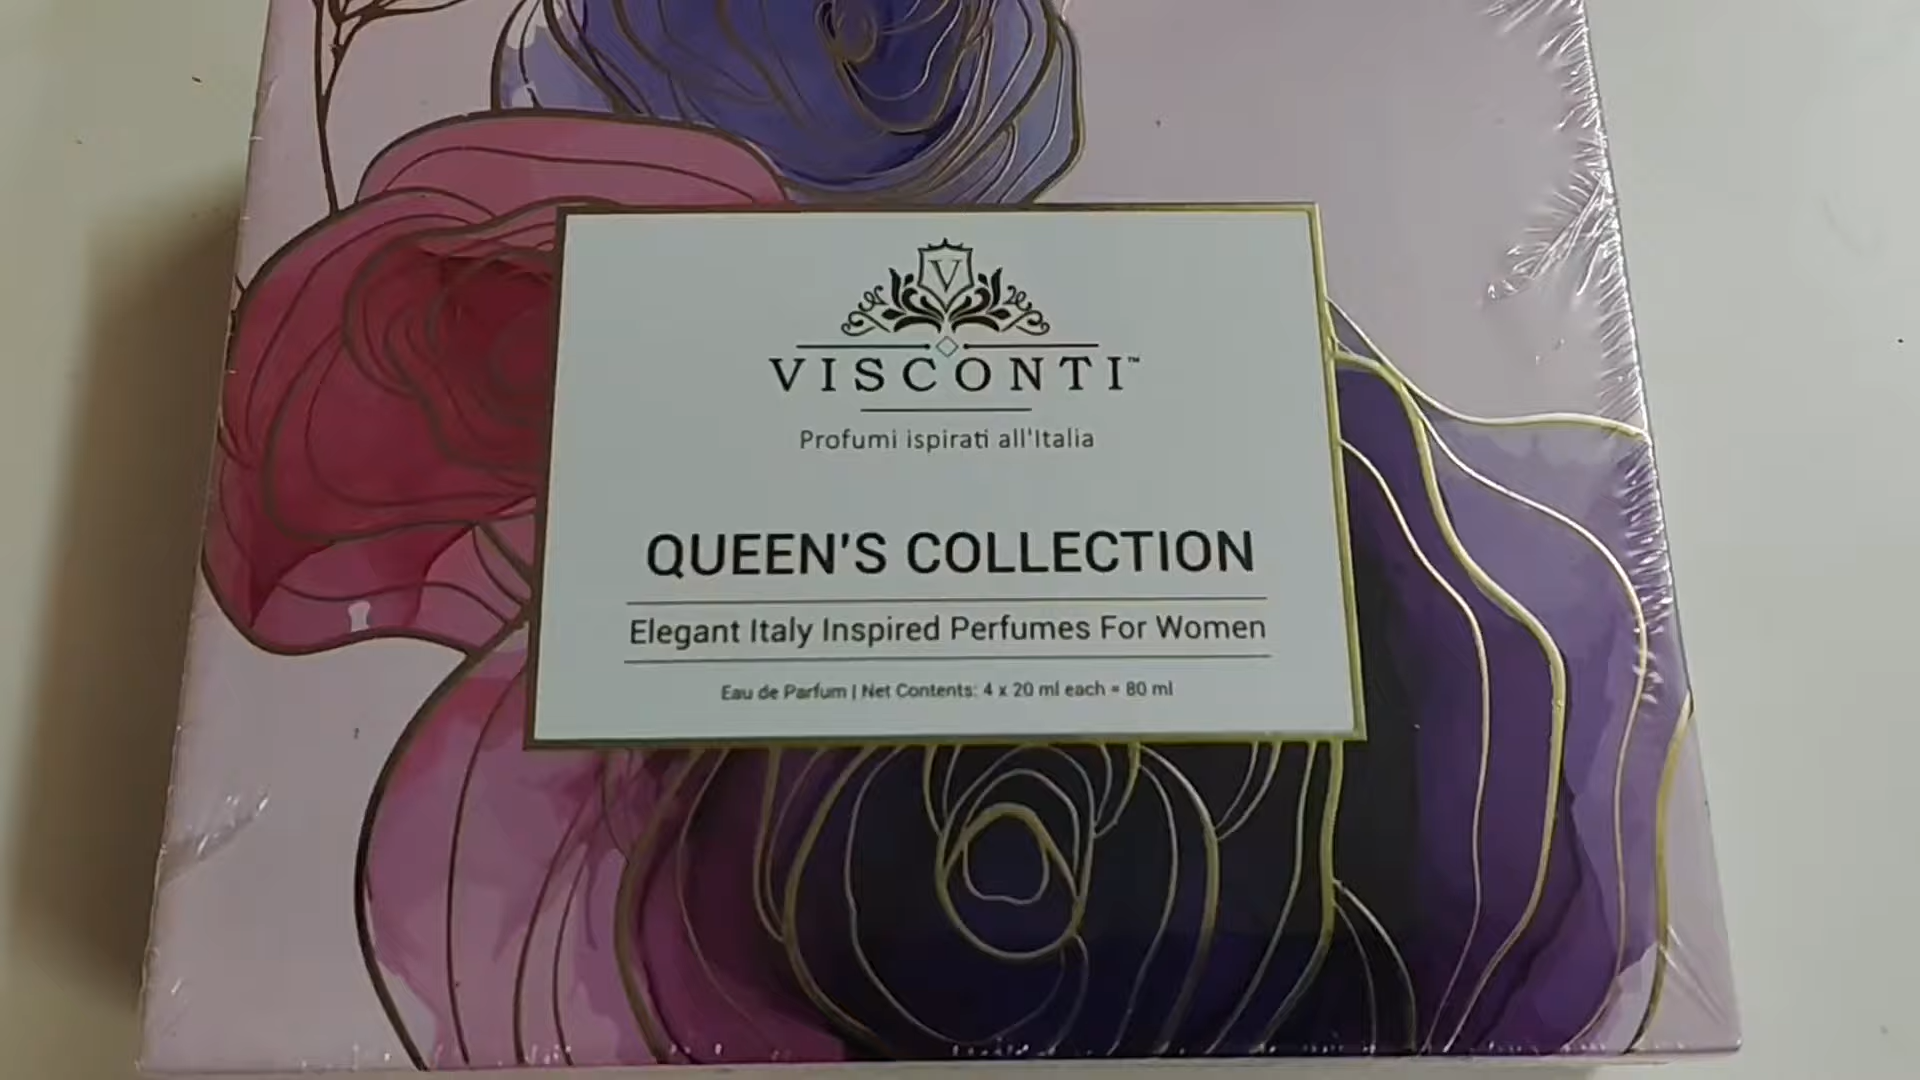 V
VISCONTI™
Profumi ispirati all'Italia
QUEEN'S COLLECTION
Elegant Italy Inspired Perfumes For Women
Eau de Parfum | Net Contents: 4 x 20 ml each = 80 ml